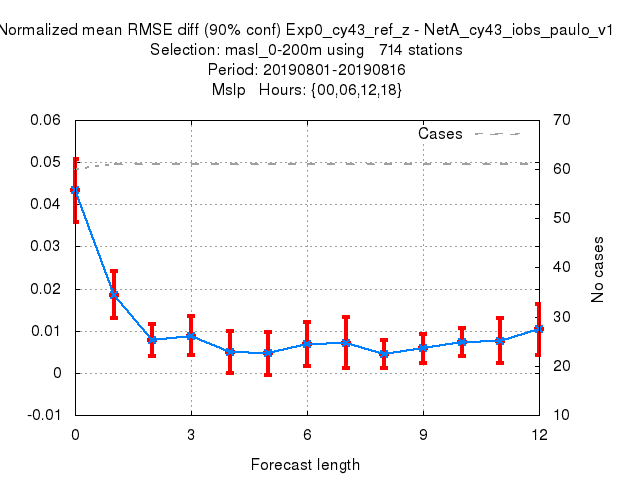 Normalized mean RMSE diff (90% conf) Exp0_cy43_ref_z - NetA_cy43_iobs_paulo_v1
Selection: masl_0-200m using 714 stations
Period: 20190801-20190816
Mslp Hours: {00,06,12,18}
Cases
0.06
0.05
0.04
0.03
0.02
0.01
0
-0.01
70
60
50
40
30
20
10
No cases
0 3 6 9 12
Forecast length